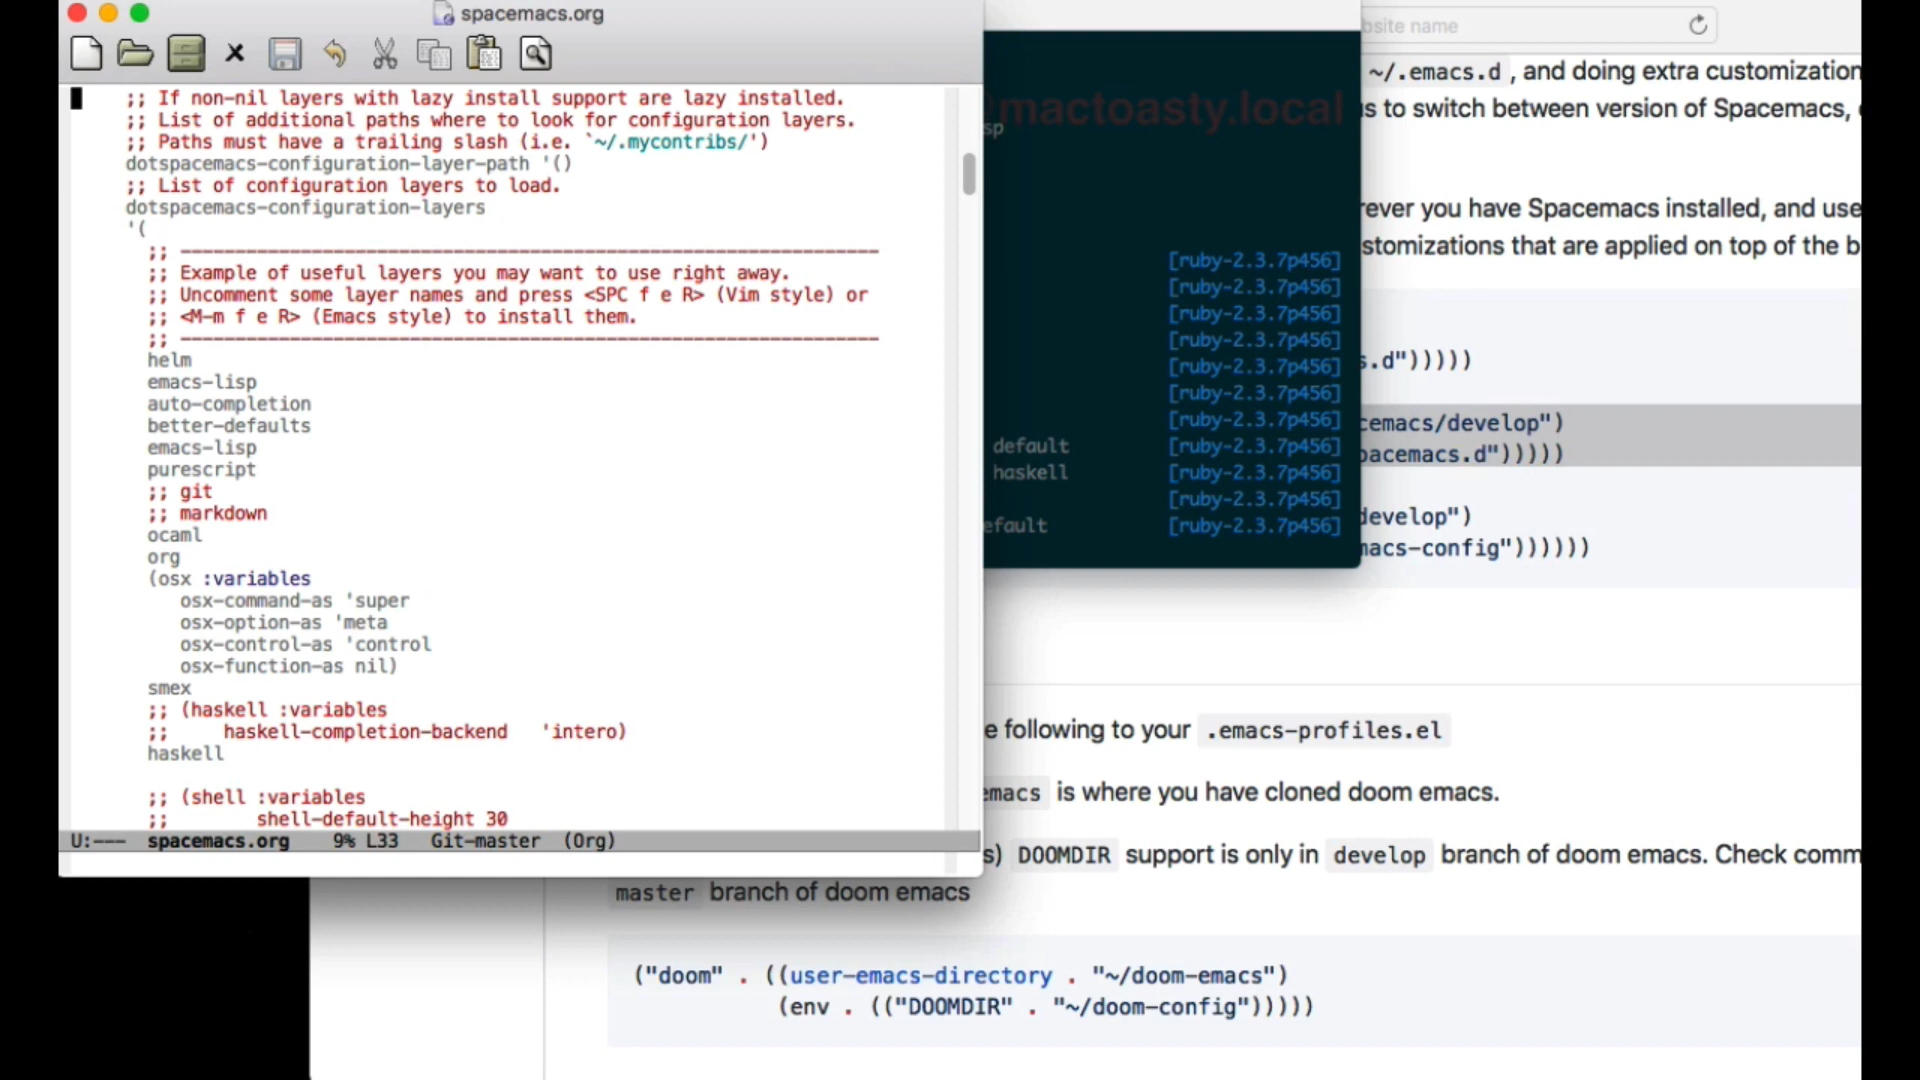 spacemacs.org
;; If non-nil layers with lazy install support are lazy installed.
;; List of additional paths where to look for configuration layers.
;; Paths must have a trailing slash (i.e. `~/.mycontribs/')
dotspacemacs-configuration-layer-path '()
;; List of configuration layers to load.
dotspacemacs-configuration-layers
'(
;; ----------------------------------------------------------------
;; Example of useful layers you may want to use right away.
;; Uncomment some layer names and press <SPC f e R> (Vim style) or
;; <M-m f e R> (Emacs style) to install them.
;; ----------------------------------------------------------------
helm
emacs-lisp
auto-completion
better-defaults
emacs-lisp
purescript
;; git
;; markdown
ocaml
org
(osx :variables
osx-command-as 'super
osx-option-as 'meta
osx-control-as 'control
osx-function-as nil)
smex
;; (haskell :variables
;; haskell-completion-backend 'intero)
haskell
;; (shell :variables
;; shell-default-height 30
U:--- spacemacs.org 9% L33 Git-master (Org)
mactoasty.local
sp
[ruby-2.3.7p456]
[ruby-2.3.7p456]
[ruby-2.3.7p456]
[ruby-2.3.7p456]
[ruby-2.3.7p456]
[ruby-2.3.7p456]
[ruby-2.3.7p456]
default [ruby-2.3.7p456]
haskell [ruby-2.3.7p456]
[ruby-2.3.7p456]
efault [ruby-2.3.7p456]
bsite name
~/.emacs.d , and doing extra customization
us to switch between version of Spacemacs,
rever you have Spacemacs installed, and use
stomizations that are applied on top of the b
s.d")))))
cemacs/develop")
pacemacs.d")))))
develop")
macs-config"))))))
e following to your .emacs-profiles.el
emacs is where you have cloned doom emacs.
s) DOOMDIR support is only in develop branch of doom emacs. Check comm
master branch of doom emacs
("doom" . ((user-emacs-directory . "~/doom-emacs")
(env . (("DOOMDIR" . "~/doom-config")))))